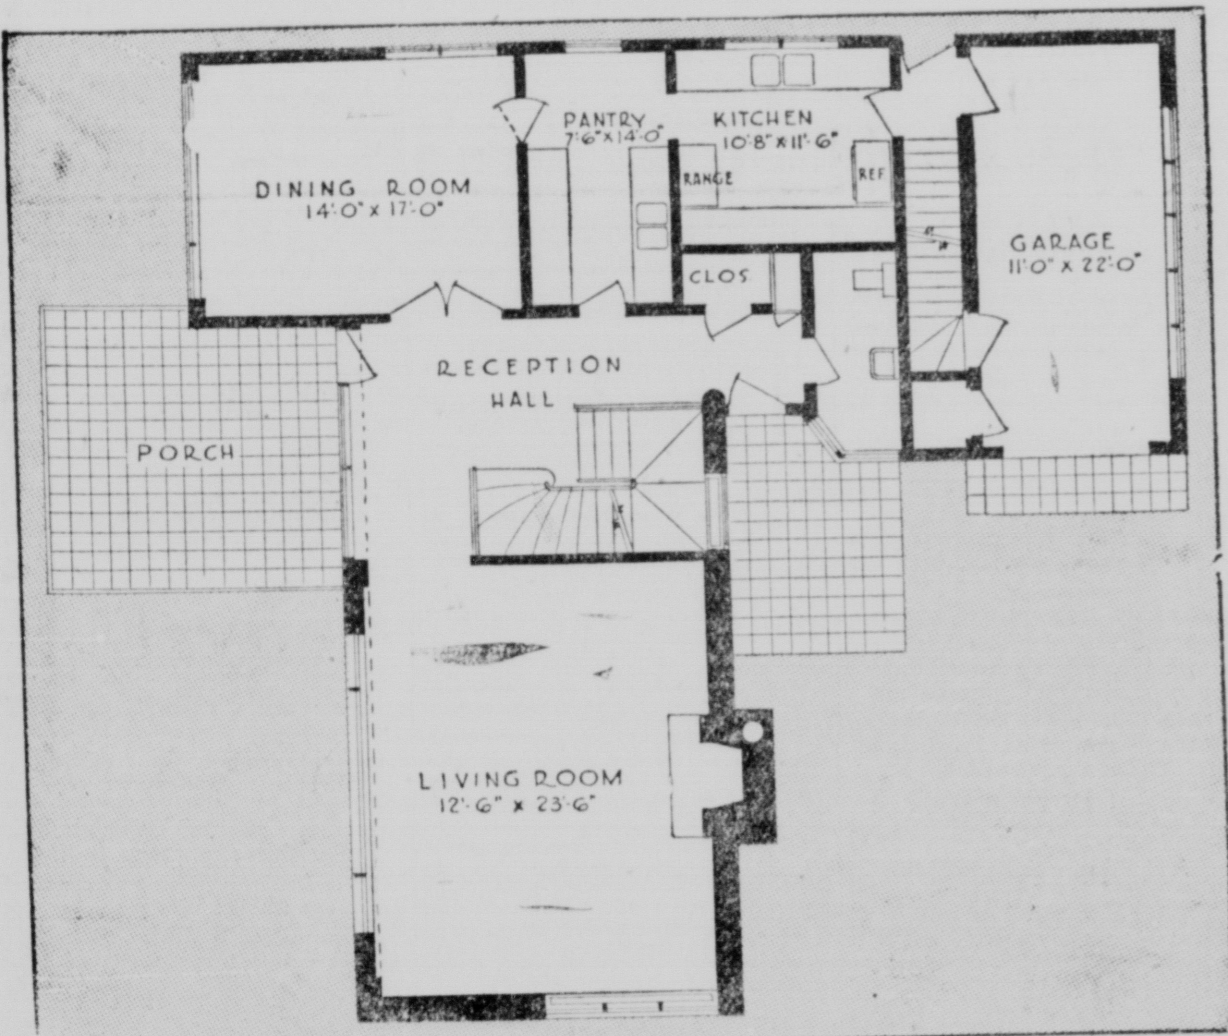 PANTRY
7'-6" x 14'-0"
KITCHEN
10'-8" x 11'-6"
DINING ROOM
14'-0" x 17'-0"
RANGE
REF.
GARAGE
11'-0" x 22'-0"
CLOS.
RECEPTION
HALL
PORCH
LIVING ROOM
12'-6" x 23'-6"